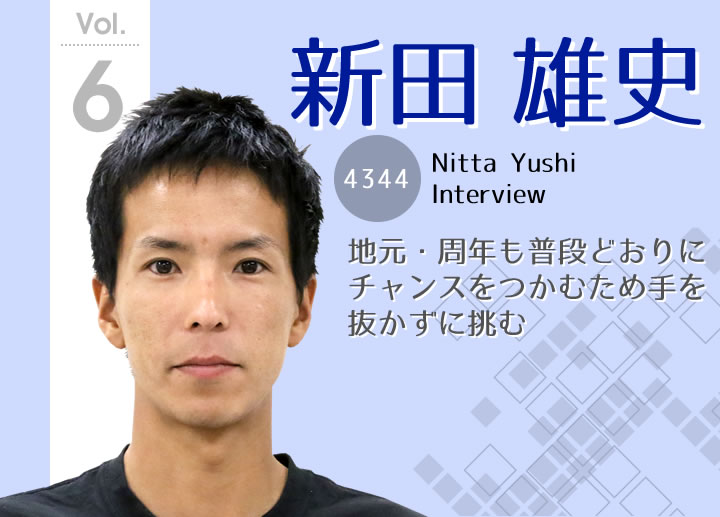 Vol.
6
新田 雄史
4344
Nitta Yushi
Interview
地元・周年も普段どおりに
チャンスをつかむため手を
抜かずに挑む